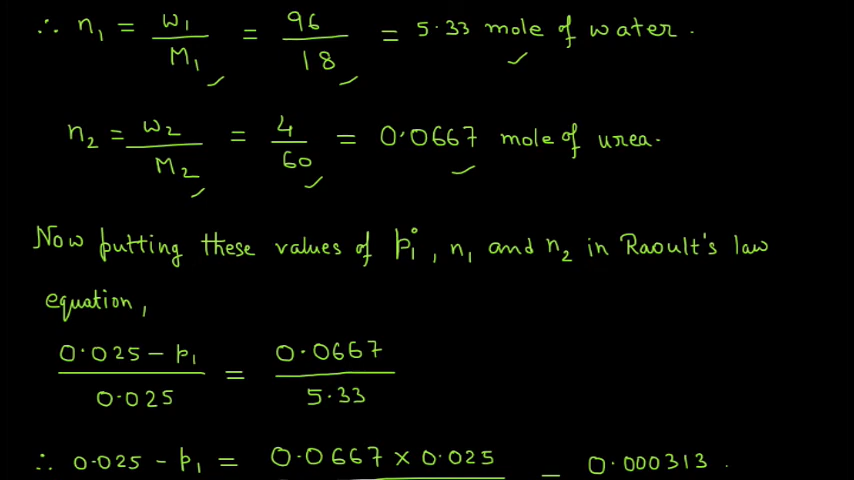 ∴ n₁ = w₁/M₁ = 96/18 = 5.33 mole of water.
n₂ = w₂/M₂ = 4/60 = 0.0667 mole of urea.
Now putting these values of p₁°, n₁ and n₂ in Raoult's law
equation,
(0.025 − p₁)/0.025 = 0.0667/5.33
∴ 0.025 − p₁ = 0.0667 × 0.025 = 0.000313.